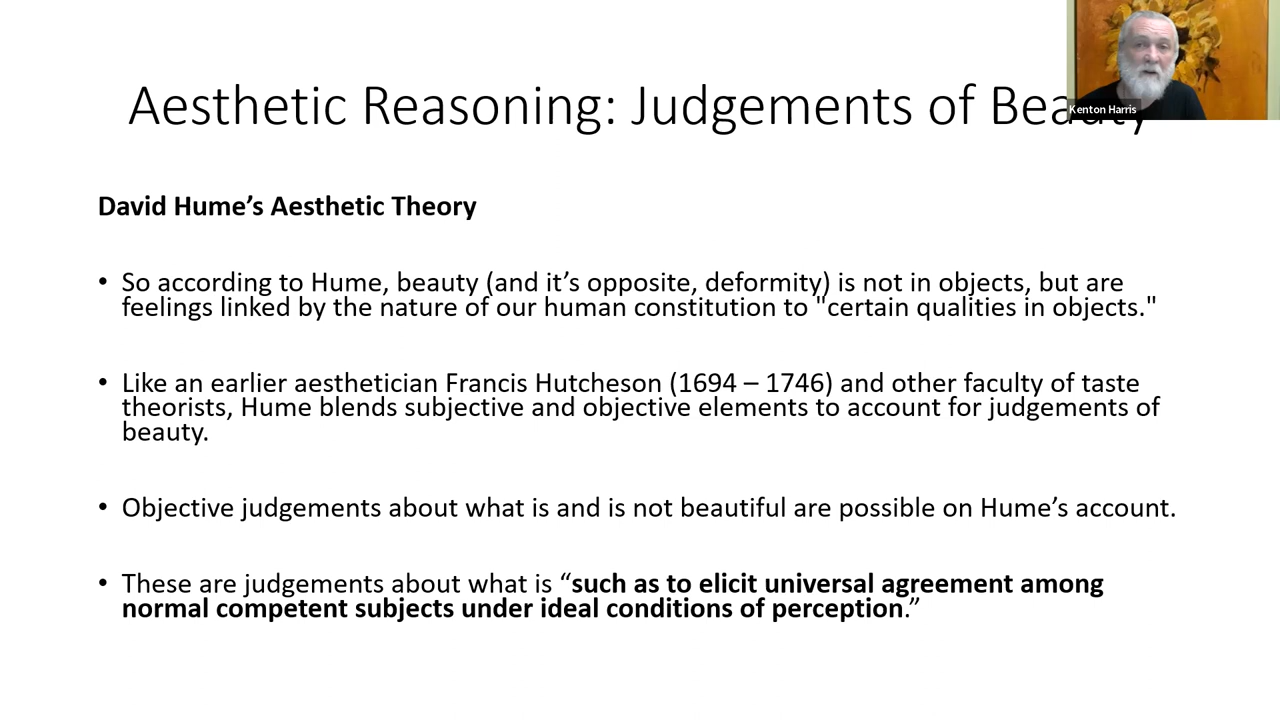 Aesthetic Reasoning: Judgements of Beauty
Kenton Harris
David Hume’s Aesthetic Theory
• So according to Hume, beauty (and it’s opposite, deformity) is not in objects, but are
feelings linked by the nature of our human constitution to "certain qualities in objects."
• Like an earlier aesthetician Francis Hutcheson (1694 – 1746) and other faculty of taste
theorists, Hume blends subjective and objective elements to account for judgements of
beauty.
• Objective judgements about what is and is not beautiful are possible on Hume’s account.
• These are judgements about what is “such as to elicit universal agreement among
normal competent subjects under ideal conditions of perception.”